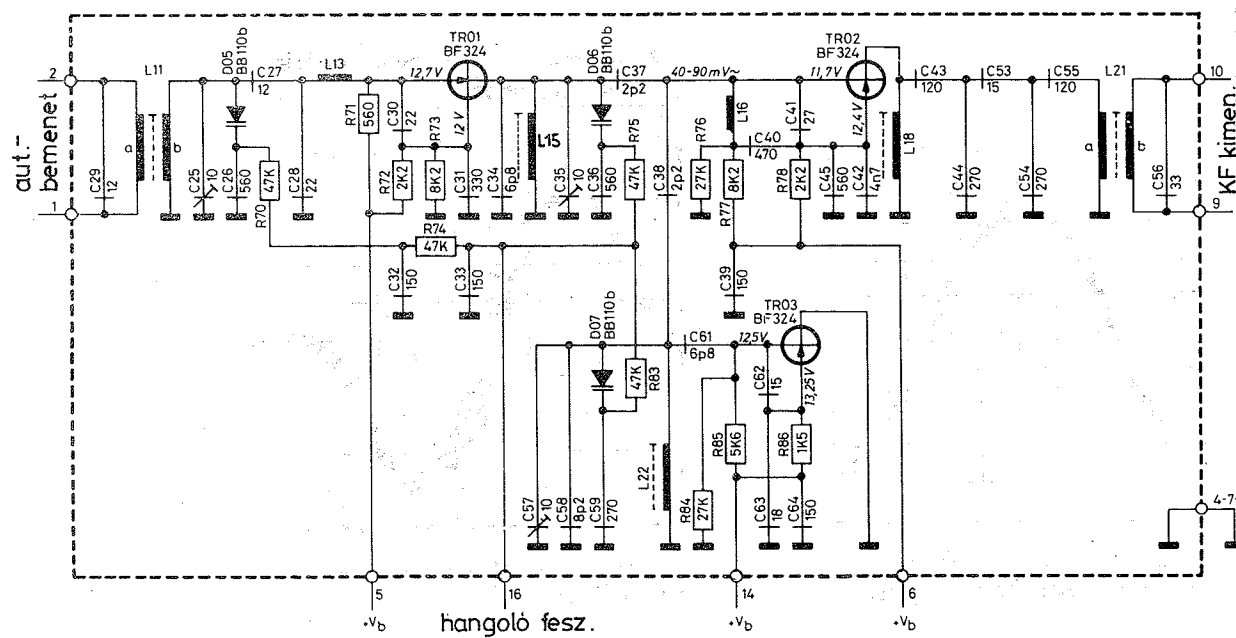 TR01
BF324
D05
BB110b
C27
12
L13
12,7V
D06
BB110b
C37
2p2
40-90mV~
11,7V
TR02
BF324
C43
120
C53
15
C55
120
L21
2
L11
10
R71
560
C30
22
R73
12V
R75
R76
L16
C41
27
12,4V
L15
C40
470
L18
aut.-
bemenet
KF kimen.
a
b
a
b
C29
12
C25
10
C26
560
47K
R70
C28
22
R72
2K2
8K2
C31
330
C34
6p8
C35
10
C36
560
47K
C38
2p2
27K
8K2
R77
R78
2K2
C45
560
C42
4n7
C44
270
C54
270
C56
33
1
9
R74
47K
C32
150
C33
150
C39
150
TR03
BF324
D07
BB110b
C61
6p8
12,5V
C62
15
13,25V
47K
R83
R85
5K6
R86
1K5
L22
C57
10
C58
8p2
C59
270
R84
27K
C63
18
C64
150
4-7-
5
16
14
6
+Vb
hangoló fesz.
+Vb
+Vb